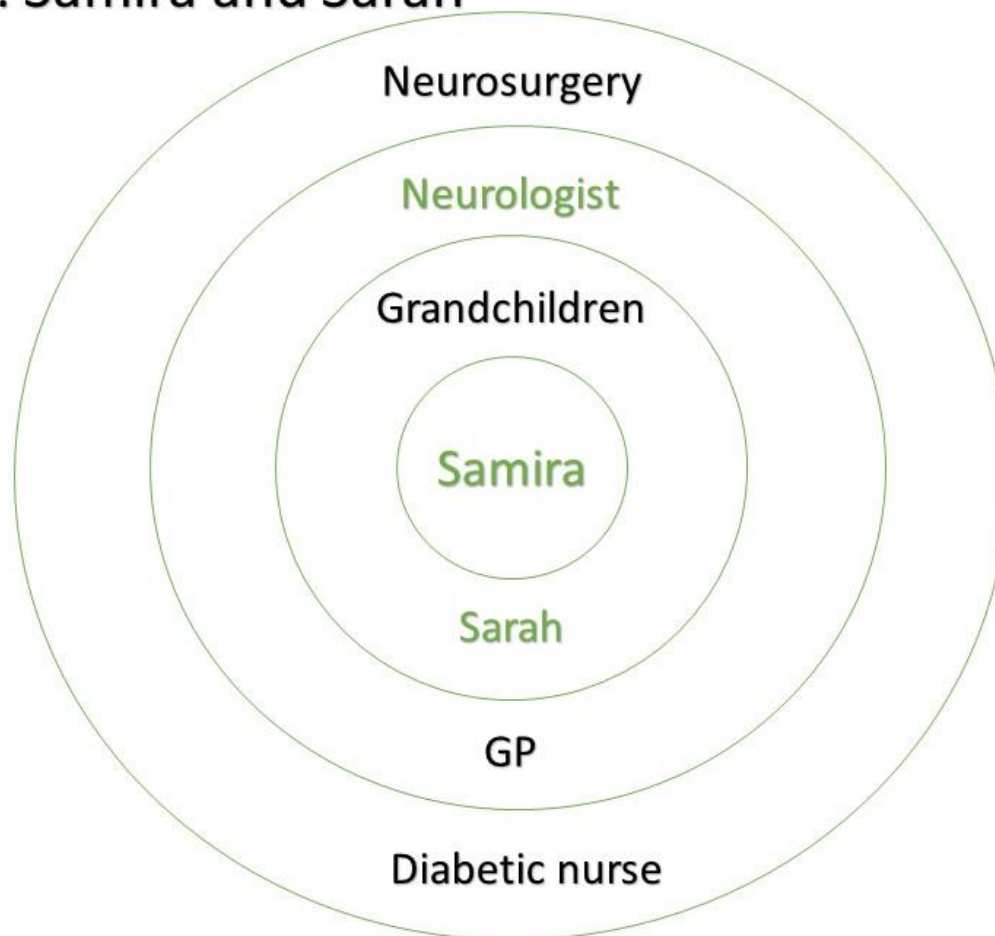 : Samira and Sarah
Neurosurgery
Neurologist
Grandchildren
Samira
Sarah
GP
Diabetic nurse